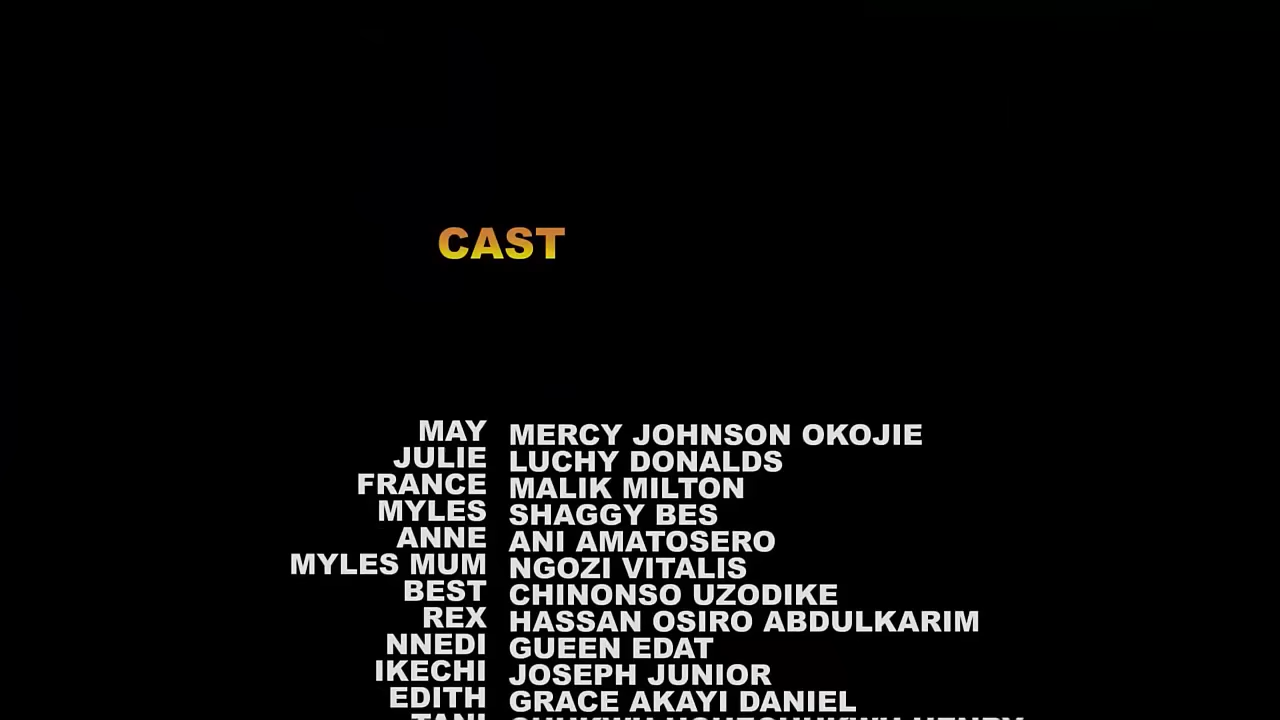 CAST
MAY MERCY JOHNSON OKOJIE
JULIE LUCHY DONALDS
FRANCE MALIK MILTON
MYLES SHAGGY BES
ANNE ANI AMATOSERO
MYLES MUM NGOZI VITALIS
BEST CHINONSO UZODIKE
REX HASSAN OSIRO ABDULKARIM
NNEDI GUEEN EDAT
IKECHI JOSEPH JUNIOR
EDITH GRACE AKAYI DANIEL